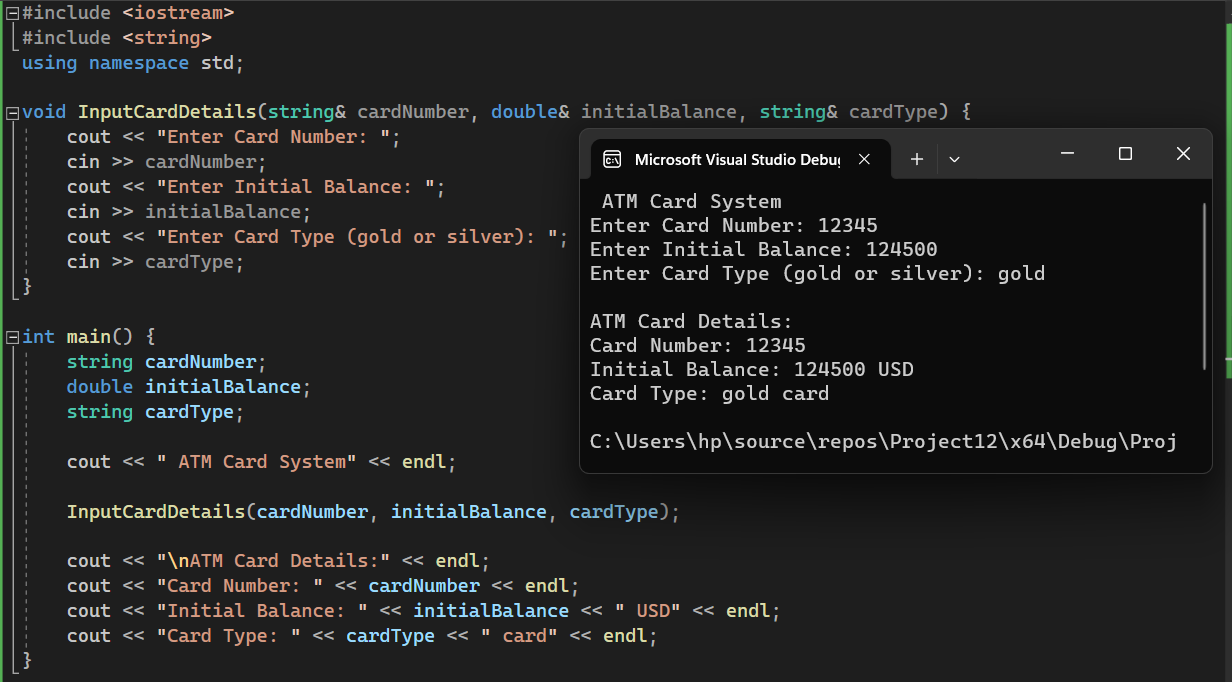 #include <iostream>
#include <string>
using namespace std;

void InputCardDetails(string& cardNumber, double& initialBalance, string& cardType) {
    cout << "Enter Card Number: ";
    cin >> cardNumber;
    cout << "Enter Initial Balance: ";
    cin >> initialBalance;
    cout << "Enter Card Type (gold or silver): ";
    cin >> cardType;
}

int main() {
    string cardNumber;
    double initialBalance;
    string cardType;

    cout << " ATM Card System" << endl;

    InputCardDetails(cardNumber, initialBalance, cardType);

    cout << "\nATM Card Details:" << endl;
    cout << "Card Number: " << cardNumber << endl;
    cout << "Initial Balance: " << initialBalance << " USD" << endl;
    cout << "Card Type: " << cardType << " card" << endl;
}
Microsoft Visual Studio Debu
 ATM Card System
Enter Card Number: 12345
Enter Initial Balance: 124500
Enter Card Type (gold or silver): gold

ATM Card Details:
Card Number: 12345
Initial Balance: 124500 USD
Card Type: gold card

C:\Users\hp\source\repos\Project12\x64\Debug\Proj